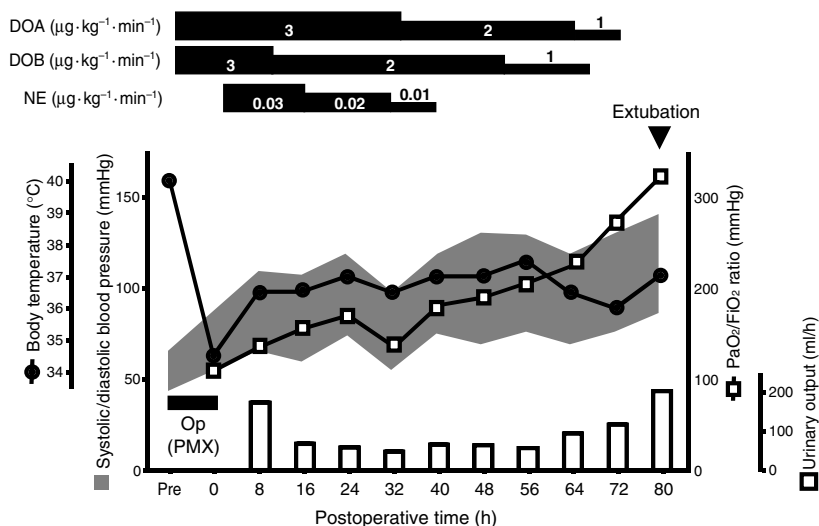 DOA (µg·kg⁻¹·min⁻¹)
3
2
1
DOB (µg·kg⁻¹·min⁻¹)
3
2
1
NE (µg·kg⁻¹·min⁻¹)
0.03
0.02
0.01
Extubation
Body temperature (°C)
40
39
38
37
36
35
34
Systolic/diastolic blood pressure (mmHg)
150
100
50
0
Op
(PMX)
300
200
100
0
PaO₂/FiO₂ ratio (mmHg)
200
100
0
Urinary output (ml/h)
Pre 0 8 16 24 32 40 48 56 64 72 80
Postoperative time (h)